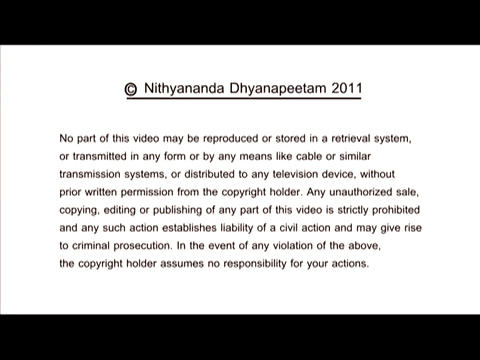 © Nithyananda Dhyanapeetam 2011
No part of this video may be reproduced or stored in a retrieval system,
or transmitted in any form or by any means like cable or similar
transmission systems, or distributed to any television device, without
prior written permission from the copyright holder. Any unauthorized sale,
copying, editing or publishing of any part of this video is strictly prohibited
and any such action establishes liability of a civil action and may give rise
to criminal prosecution. In the event of any violation of the above,
the copyright holder assumes no responsibility for your actions.